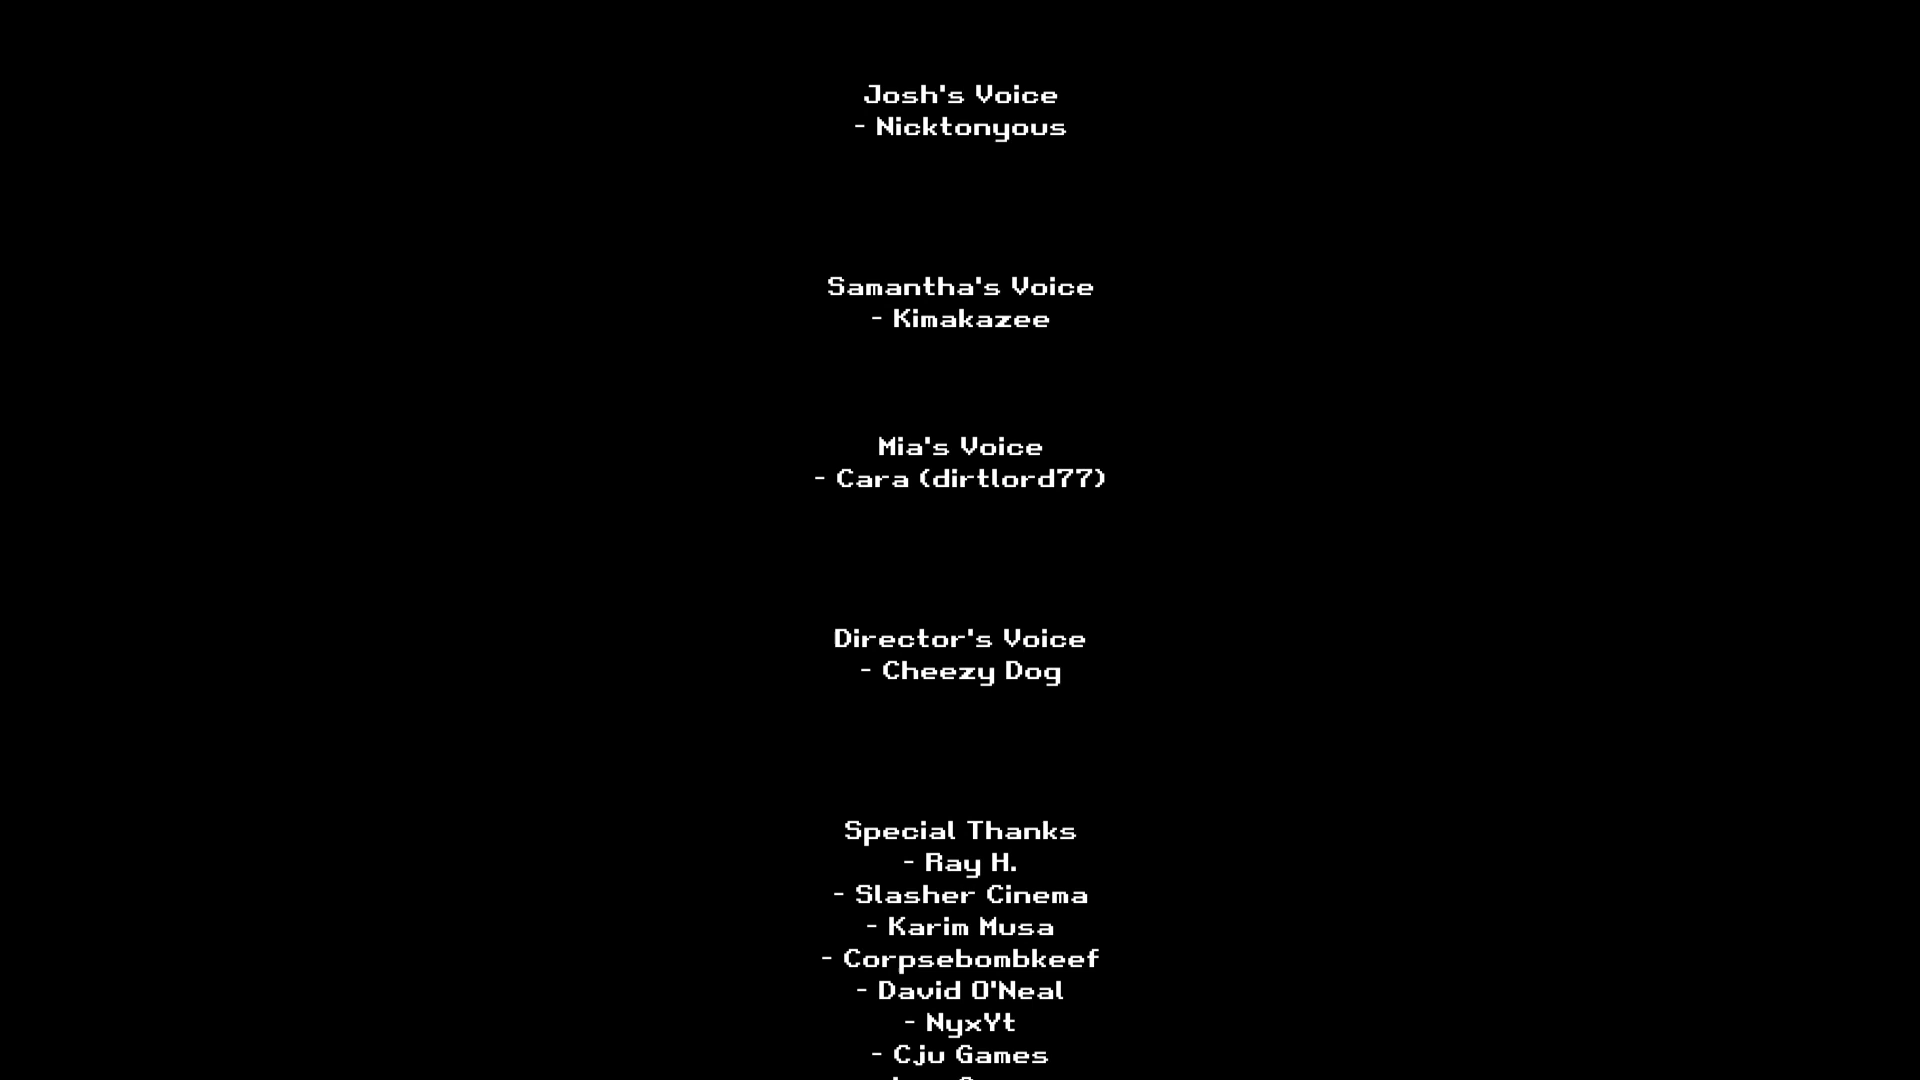 Josh's Voice
- Nicktonyous
Samantha's Voice
- Kimakazee
Mia's Voice
- Cara (dirtlord77)
Director's Voice
- Cheezy Dog
Special Thanks
- Ray H.
- Slasher Cinema
- Karim Musa
- Corpsebombkeef
- David O'Neal
- NyxYt
- Cju Games